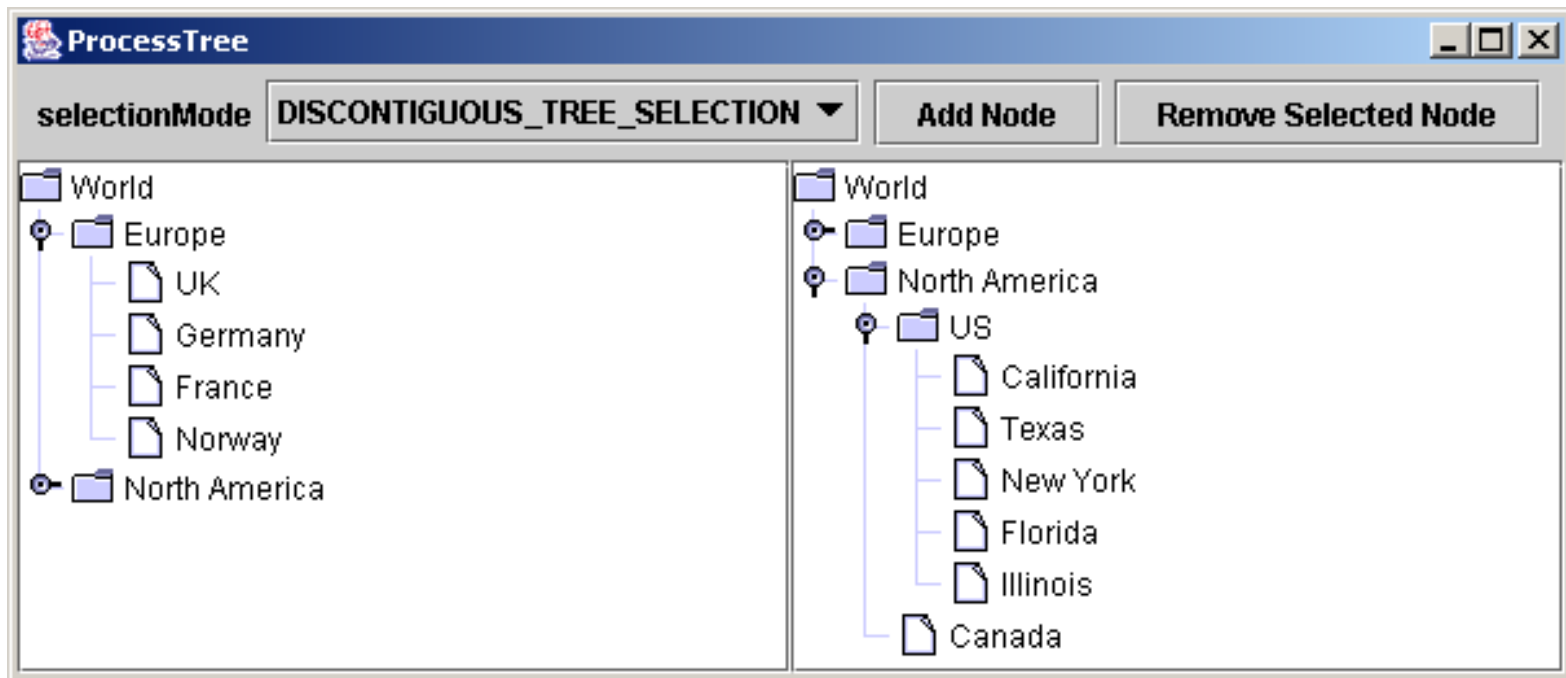 ProcessTree
selectionMode DISCONTIGUOUS_TREE_SELECTION Add Node Remove Selected Node
World
Europe
UK
Germany
France
Norway
North America
World
Europe
North America
US
California
Texas
New York
Florida
Illinois
Canada